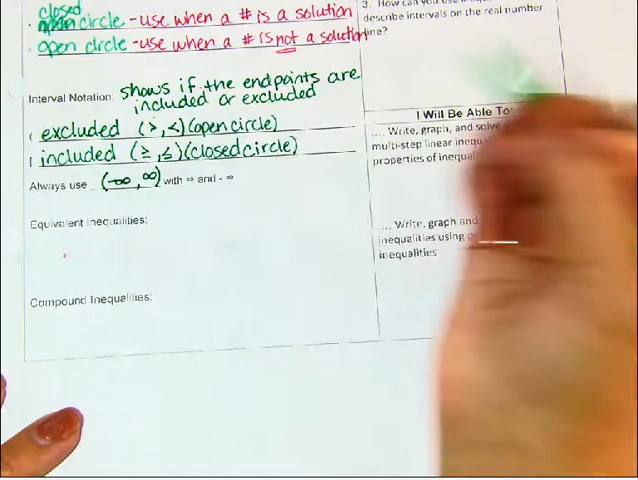 closed
open circle - use when a # is a solution
open circle - use when a # is not a solution
Interval Notation: shows if the endpoints are
included or excluded
( excluded (>, <) (open circle)
[ included (≥, ≤) (closed circle)
Always use (-∞, ∞) with ∞ and - ∞
Equivalent Inequalities:
Compound Inequalities:
3. How can you use
describe intervals on the real number
line?
I Will Be Able To
.... Write, graph, and solve
multi-step linear
properties of
.... Write, graph and
inequalities using
inequalities